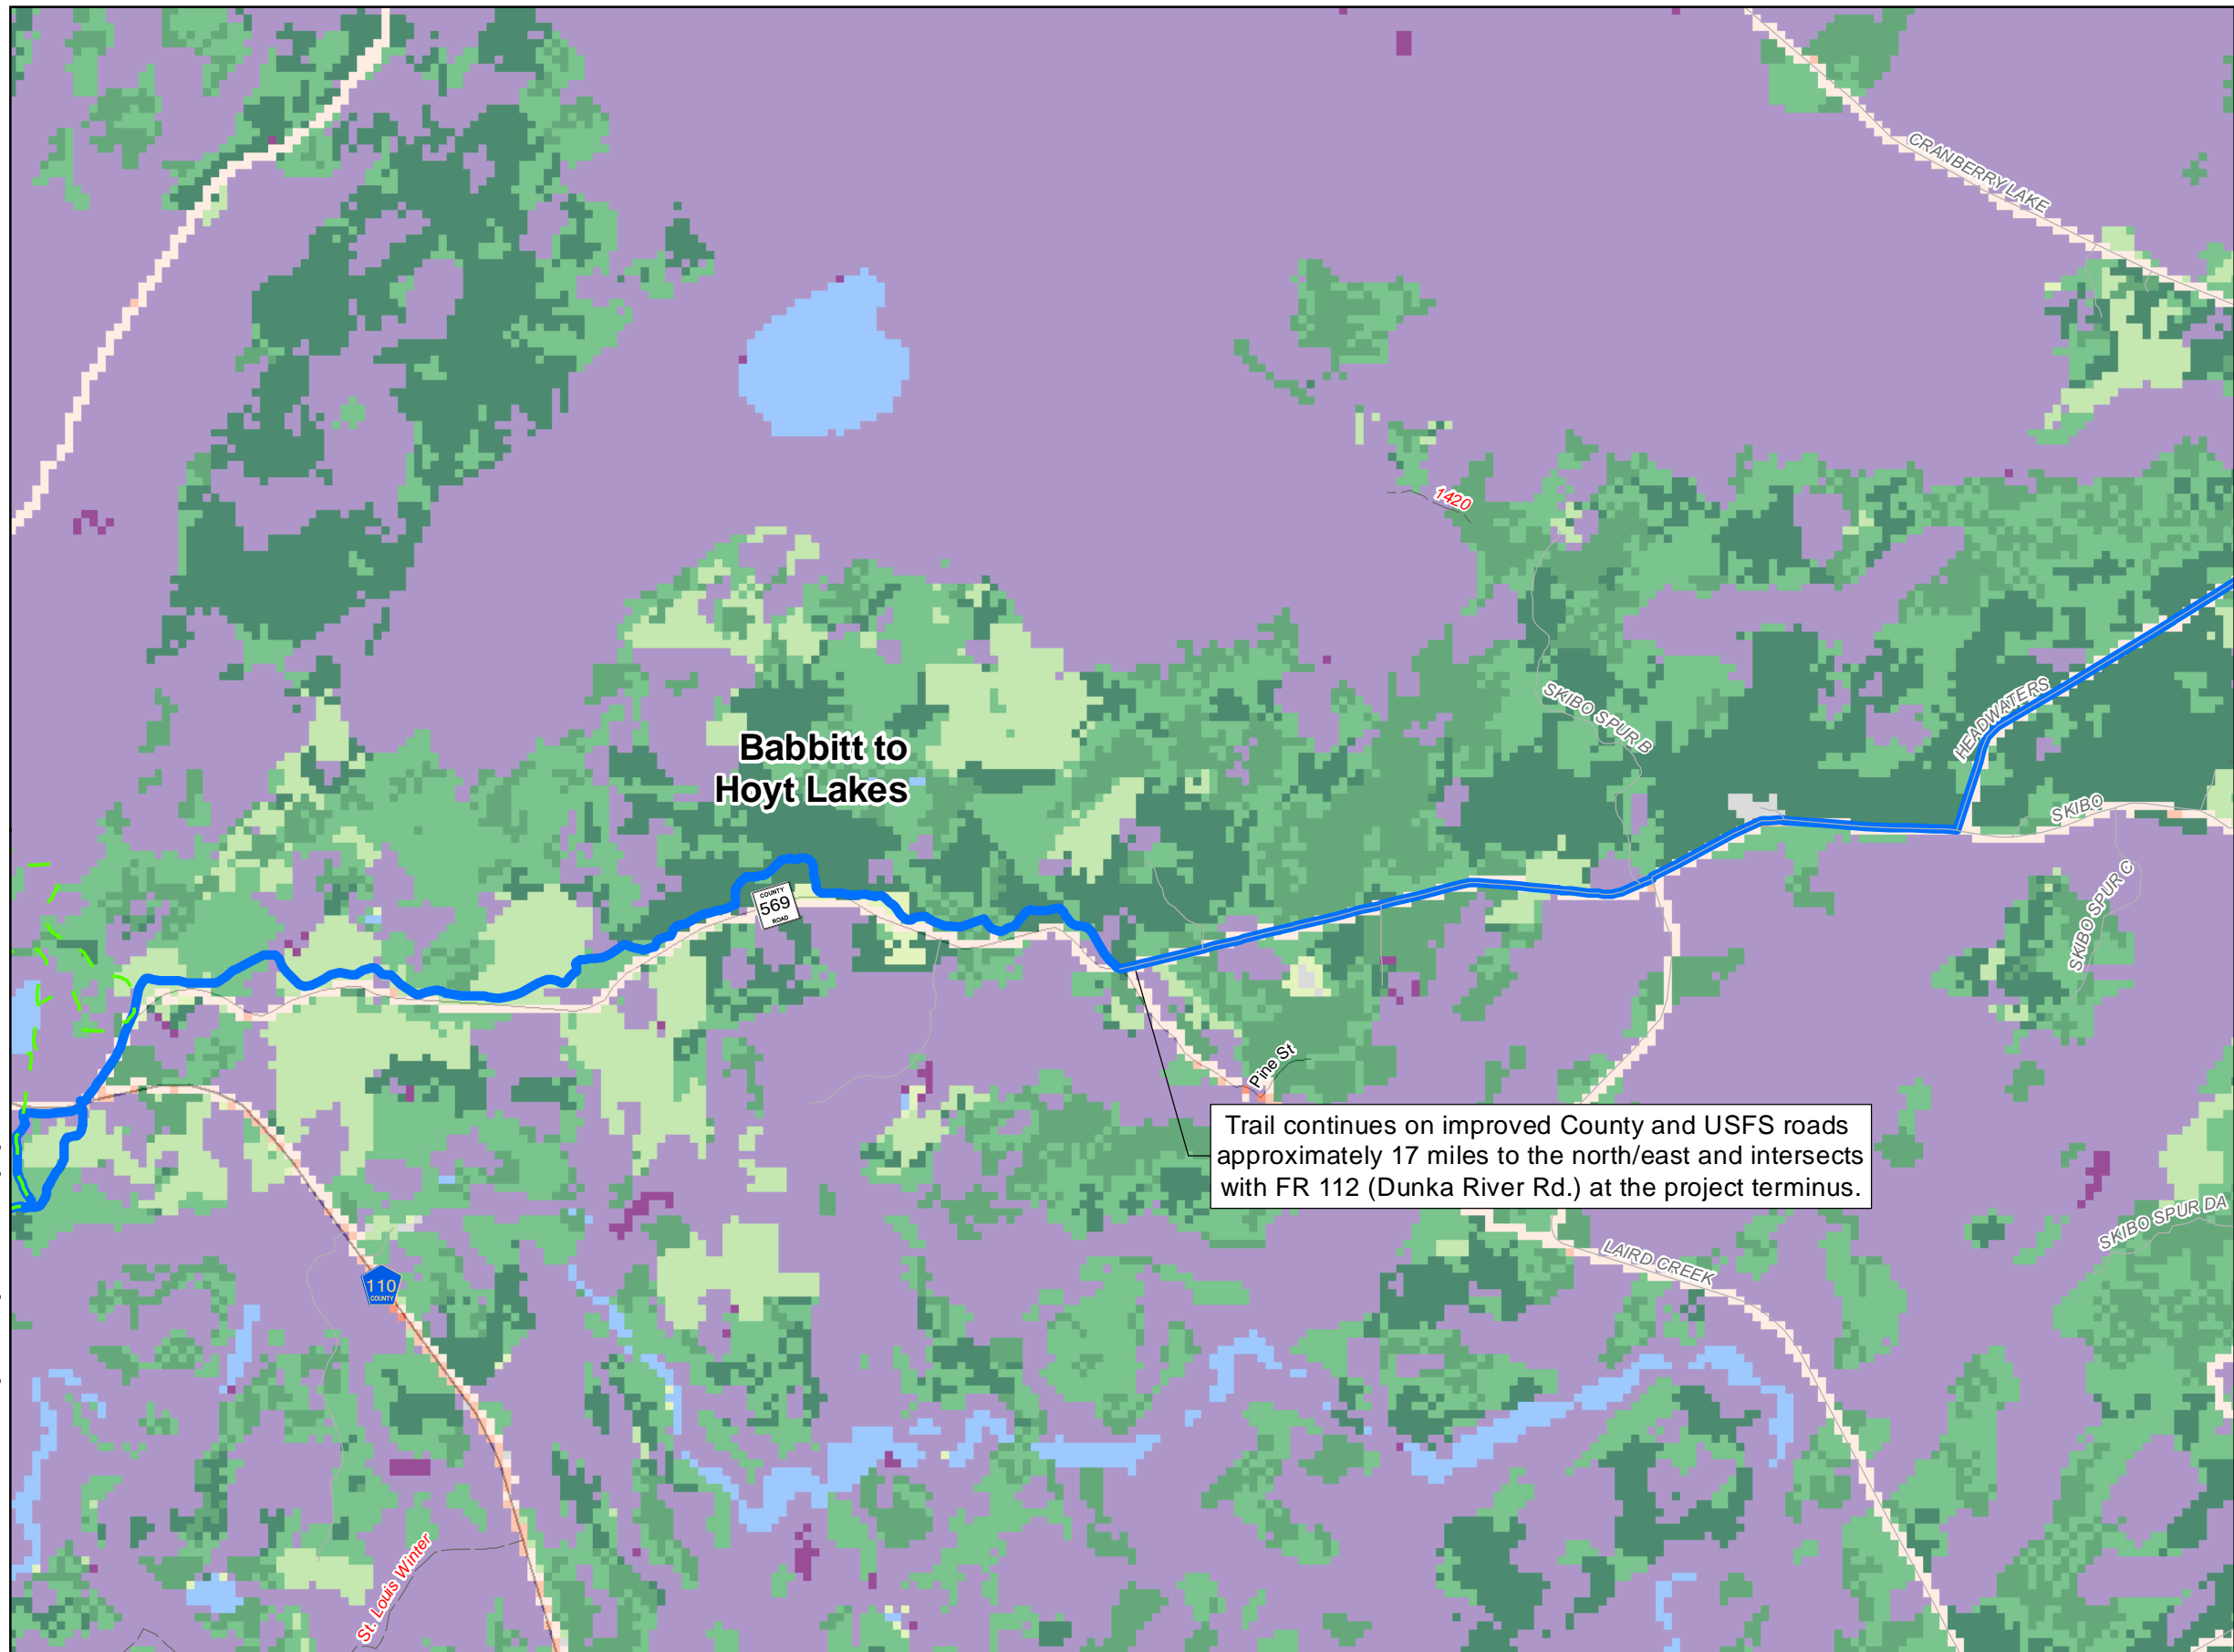 CRANBERRY LAKE
1420
SKIBO SPUR B
HEADWATERS
Babbitt to
Hoyt Lakes
SKIBO
COUNTY
569
ROAD
SKIBO SPUR C
Pine St
Trail continues on improved County and USFS roads
approximately 17 miles to the north/east and intersects
with FR 112 (Dunka River Rd.) at the project terminus.
SKIBO SPUR DA
LAIRD CREEK
110
COUNTY
St. Louis Winter